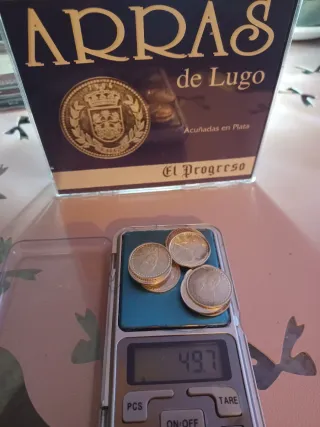 ARRAS
de Lugo
Acuñadas en Plata
El Progreso
49.7
PCS
TARE
ON-OFF